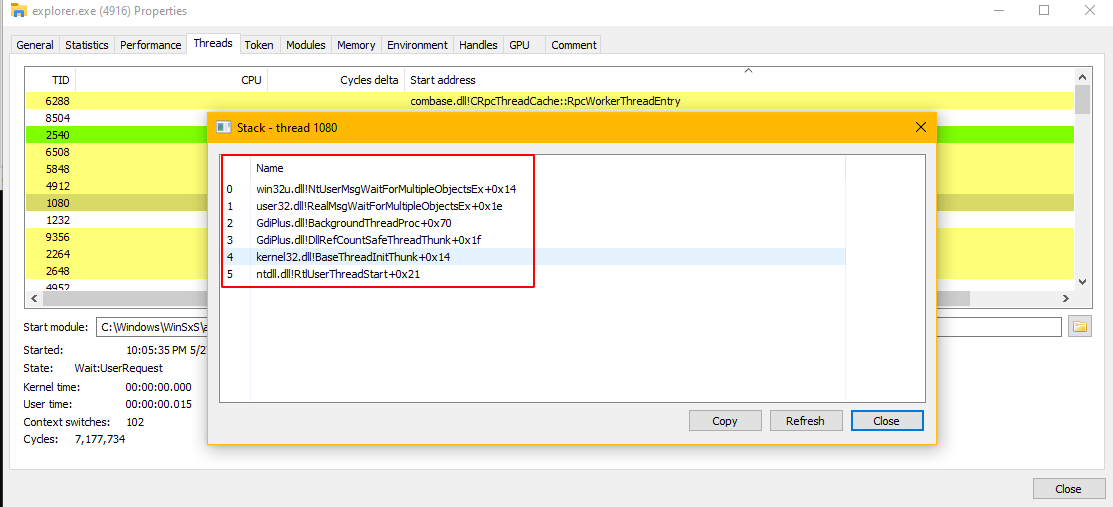 explorer.exe (4916) Properties
General Statistics Performance Threads Token Modules Memory Environment Handles GPU Comment
TID CPU Cycles delta Start address
6288 combase.dll!CRpcThreadCache::RpcWorkerThreadEntry
8504
2540
6508
5848
4912
1080
1232
9356
2264
2648
4952
Stack - thread 1080
Name
0 win32u.dll!NtUserMsgWaitForMultipleObjectsEx+0x14
1 user32.dll!RealMsgWaitForMultipleObjectsEx+0x1e
2 GdiPlus.dll!BackgroundThreadProc+0x70
3 GdiPlus.dll!DllRefCountSafeThreadThunk+0x1f
4 kernel32.dll!BaseThreadInitThunk+0x14
5 ntdll.dll!RtlUserThreadStart+0x21
Copy Refresh Close
Start module: C:\Windows\WinSxS\a
Started: 10:05:35 PM 5/2
State: Wait:UserRequest
Kernel time: 00:00:00.000
User time: 00:00:00.015
Context switches: 102
Cycles: 7,177,734
Close